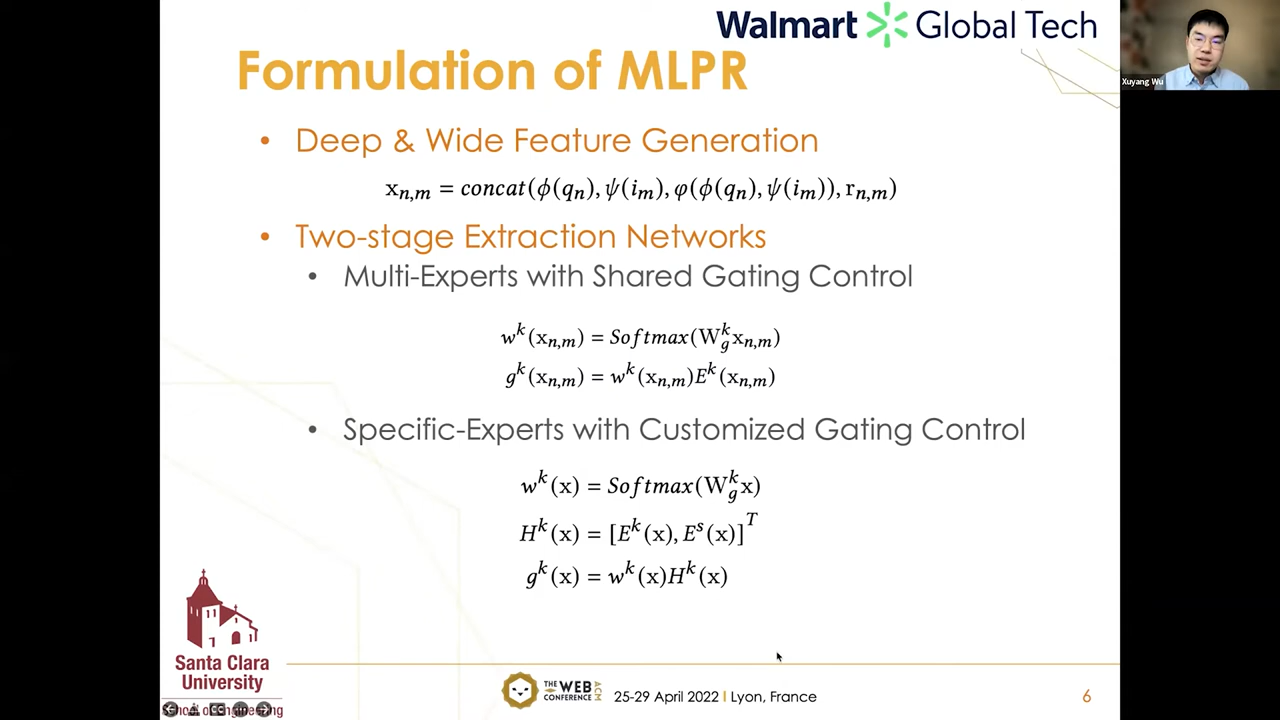 Walmart Global Tech
Xuyang Wu
Formulation of MLPR
• Deep & Wide Feature Generation
x_{n,m} = concat(ϕ(q_n), ψ(i_m), φ(ϕ(q_n), ψ(i_m)), r_{n,m})
• Two-stage Extraction Networks
• Multi-Experts with Shared Gating Control
w^k(x_{n,m}) = Softmax(W_g^k x_{n,m})
g^k(x_{n,m}) = w^k(x_{n,m})E^k(x_{n,m})
• Specific-Experts with Customized Gating Control
w^k(x) = Softmax(W_g^k x)
H^k(x) = [E^k(x), E^s(x)]^T
g^k(x) = w^k(x)H^k(x)
Santa Clara
University
School of Engineering
THE WEB
CONFERENCE
ACM
25-29 April 2022 | Lyon, France
6